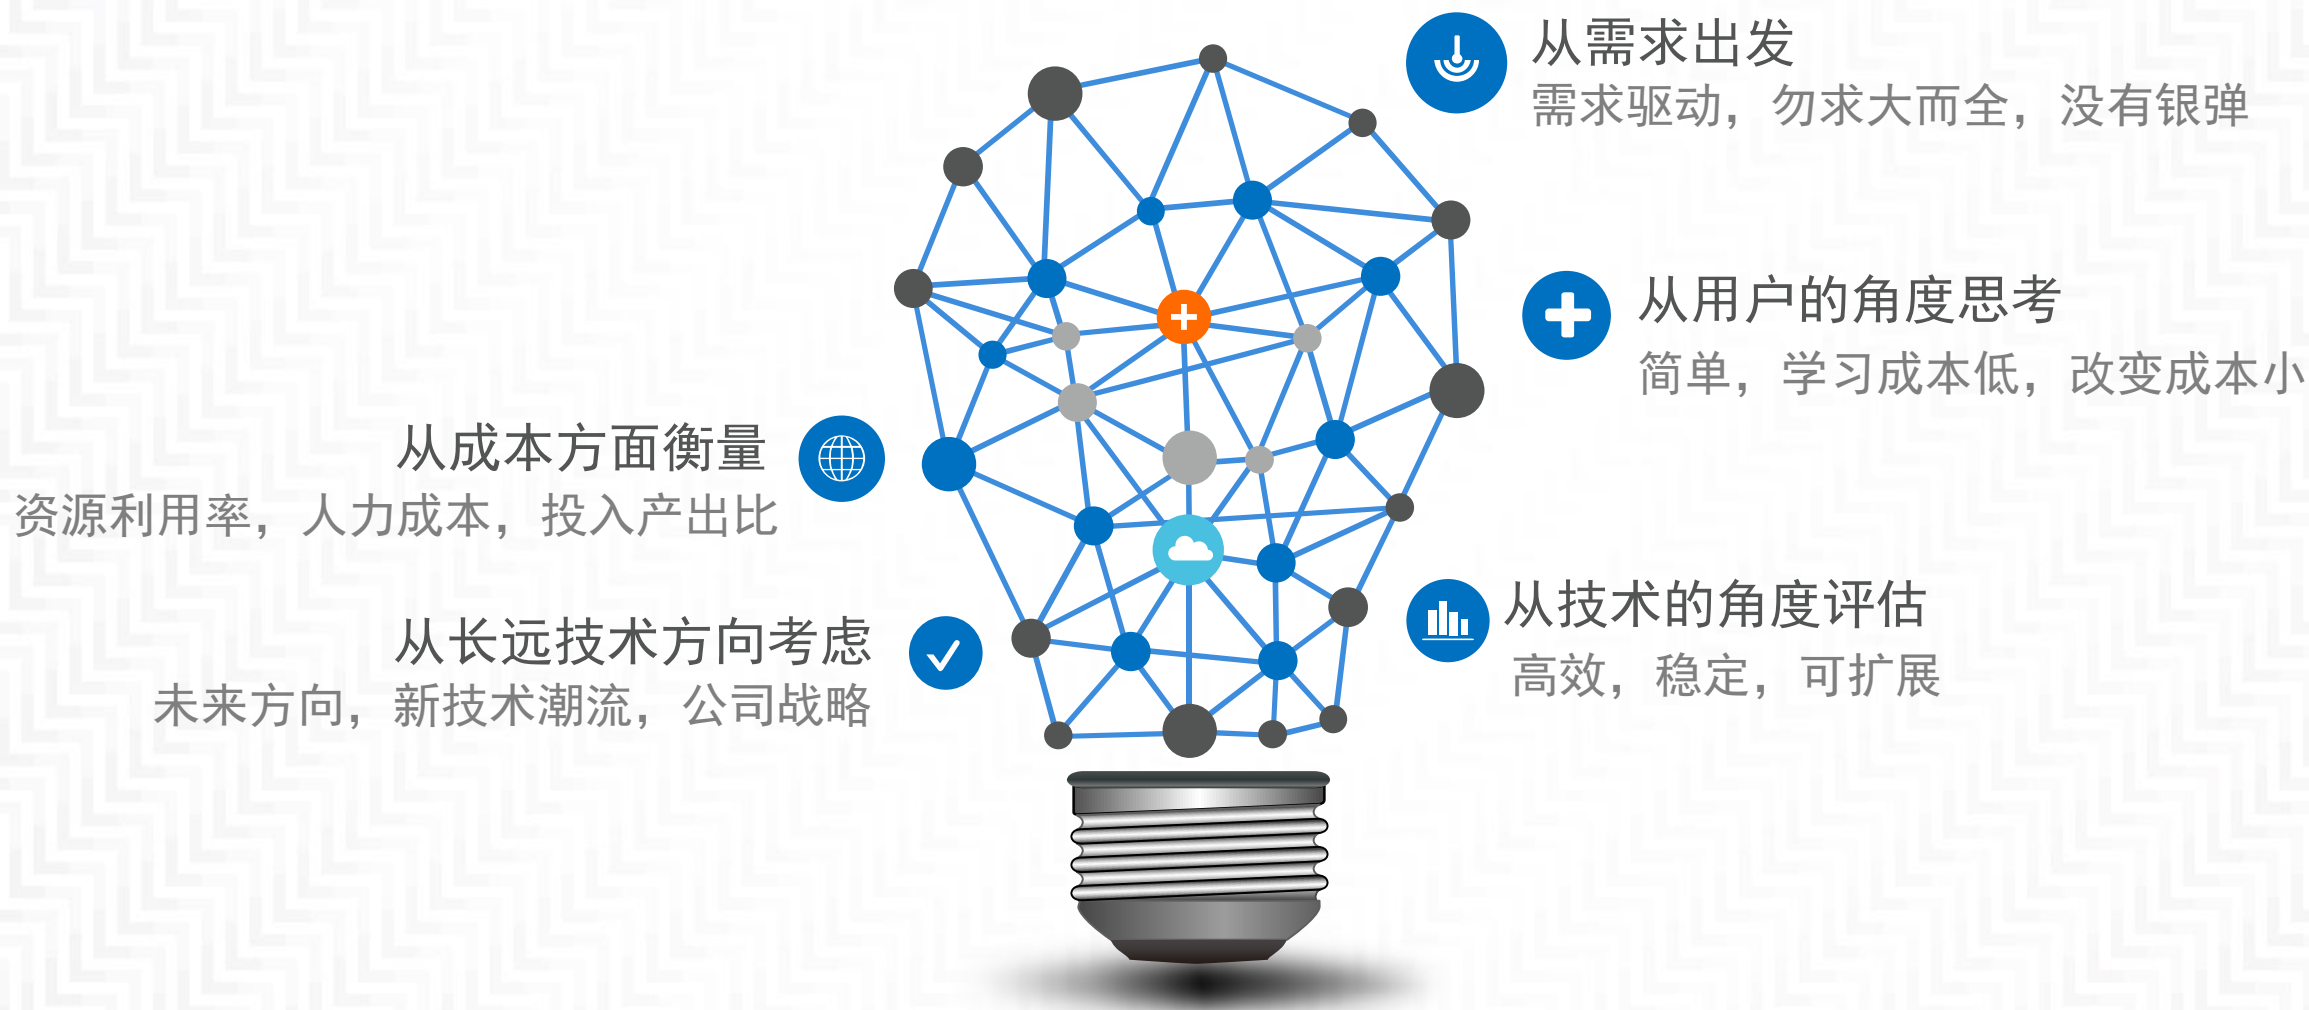 从需求出发
需求驱动，勿求大而全，没有银弹
从用户的角度思考
简单，学习成本低，改变成本小
从成本方面衡量
资源利用率，人力成本，投入产出比
从技术的角度评估
高效，稳定，可扩展
从长远技术方向考虑
未来方向，新技术潮流，公司战略